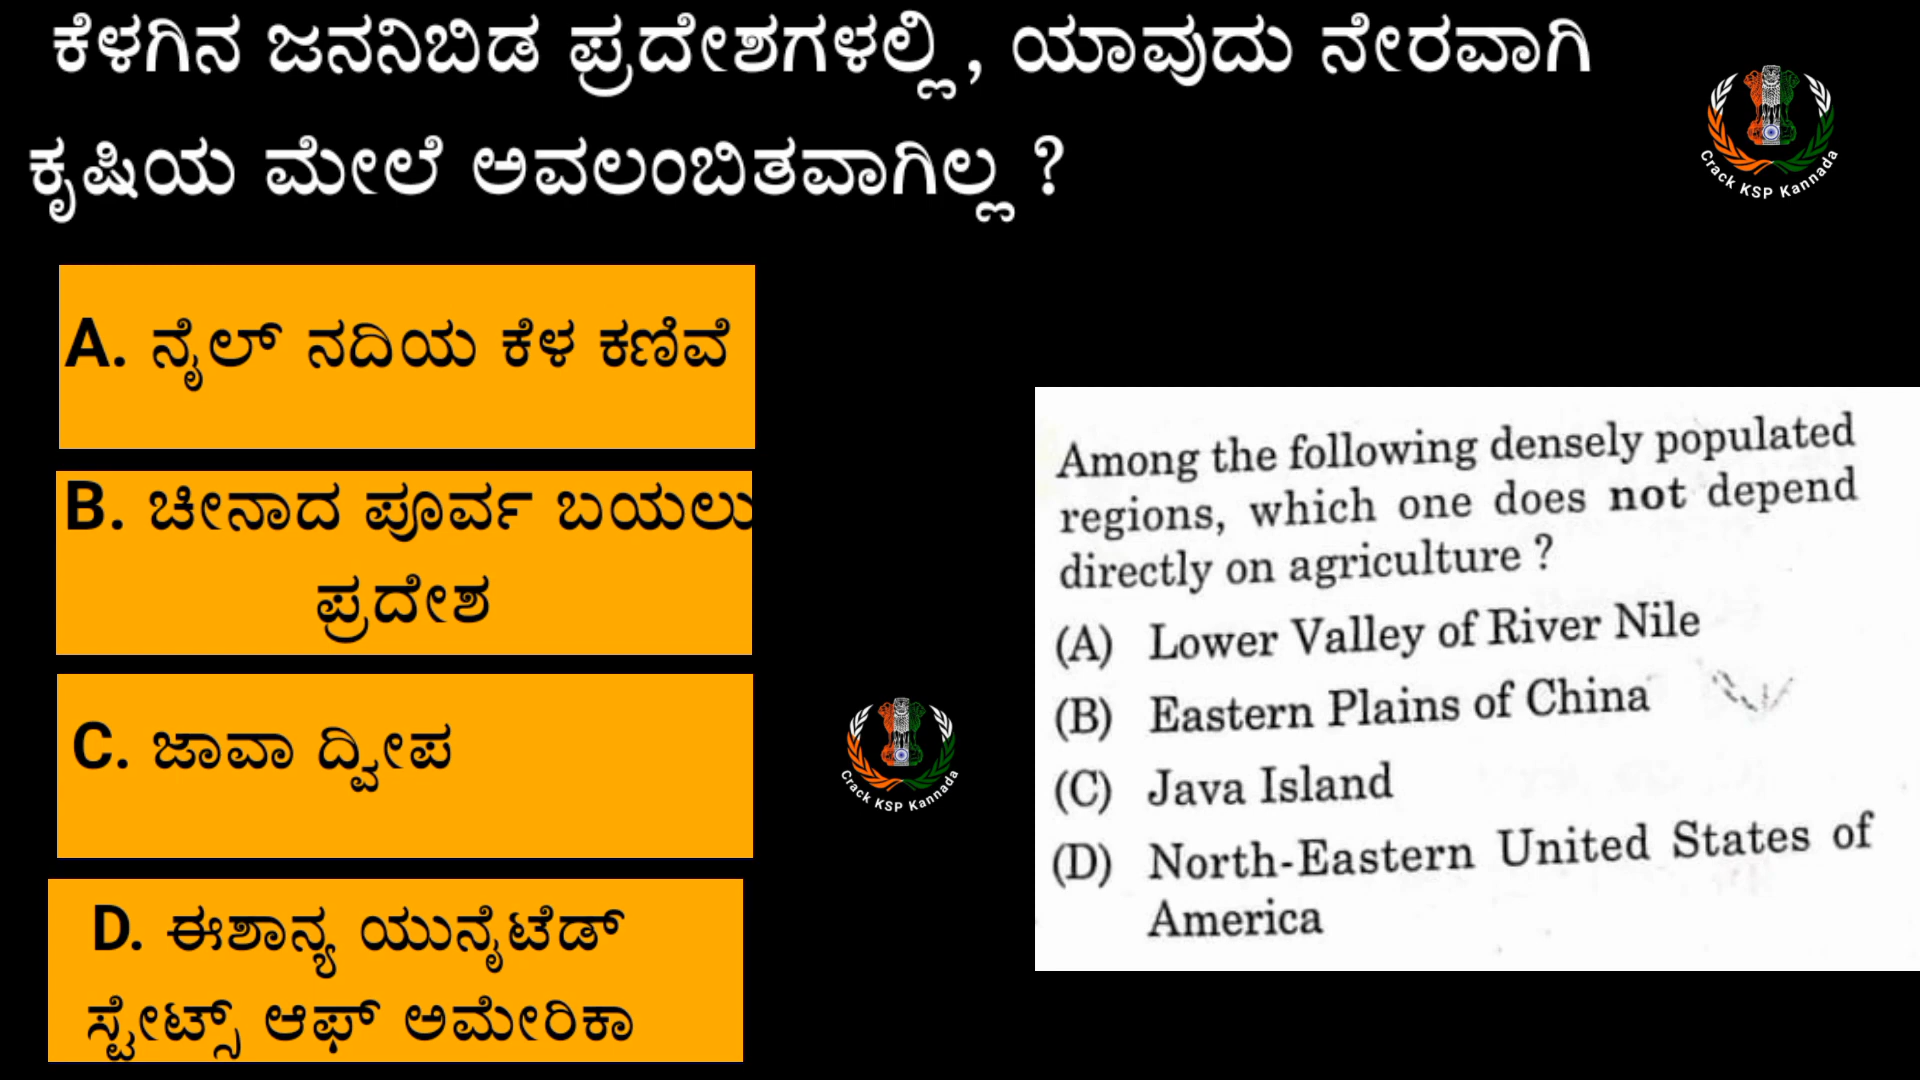 ಕೆಳಗಿನ ಜನನಿಬಿಡ ಪ್ರದೇಶಗಳಲ್ಲಿ , ಯಾವುದು ನೇರವಾಗಿ
ಕೃಷಿಯ ಮೇಲೆ ಅವಲಂಬಿತವಾಗಿಲ್ಲ ?
Crack KSP Kannada
A. ನೈಲ್ ನದಿಯ ಕೆಳ ಕಣಿವೆ
B. ಚೀನಾದ ಪೂರ್ವ ಬಯಲು
ಪ್ರದೇಶ
C. ಜಾವಾ ದ್ವೀಪ
D. ಈಶಾನ್ಯ ಯುನೈಟೆಡ್
ಸ್ಟೇಟ್ಸ್ ಆಫ್ ಅಮೇರಿಕಾ
Crack KSP Kannada
Among the following densely populated
regions, which one does not depend
directly on agriculture ?
(A) Lower Valley of River Nile
(B) Eastern Plains of China
(C) Java Island
(D) North-Eastern United States of
America